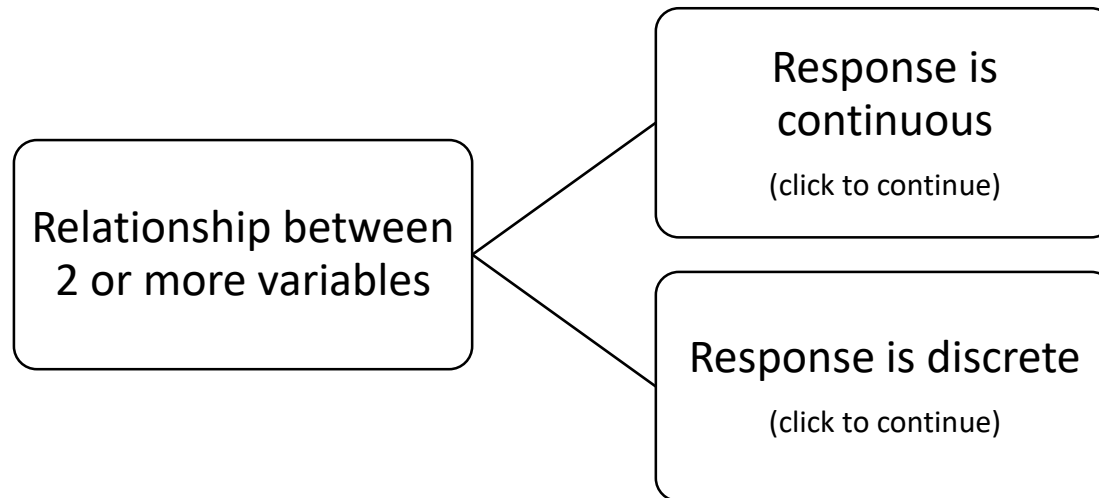 Relationship between
2 or more variables
Response is
continuous
(click to continue)
Response is discrete
(click to continue)